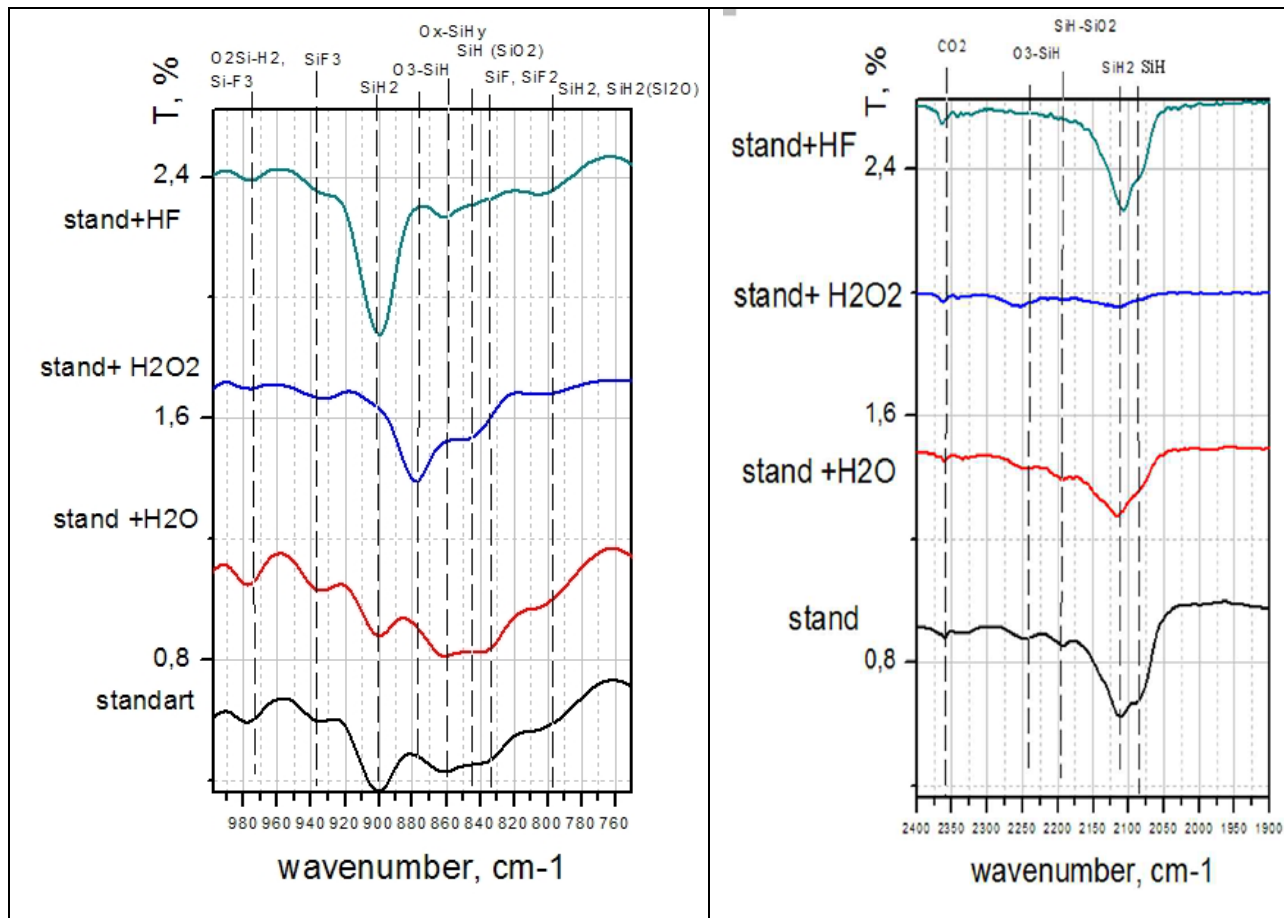 Ox-SiHy
O2Si-H2, SiF3 SiH (SiO2)
Si-F3 O3-SiH SiF, SiF2
SiH2 SiH2, SiH2(SI2O)
T, %
2,4
stand+HF
stand+ H2O2
1,6
stand +H2O
0,8
standart
980 960 940 920 900 880 860 840 820 800 780 760
wavenumber, cm-1
SiH-SiO2
CO2 O3-SiH
SiH2 SiH
T, %
stand+HF
2,4
stand+ H2O2
1,6
stand +H2O
stand
0,8
2400 2350 2300 2250 2200 2150 2100 2050 2000 1950 1900
wavenumber, cm-1